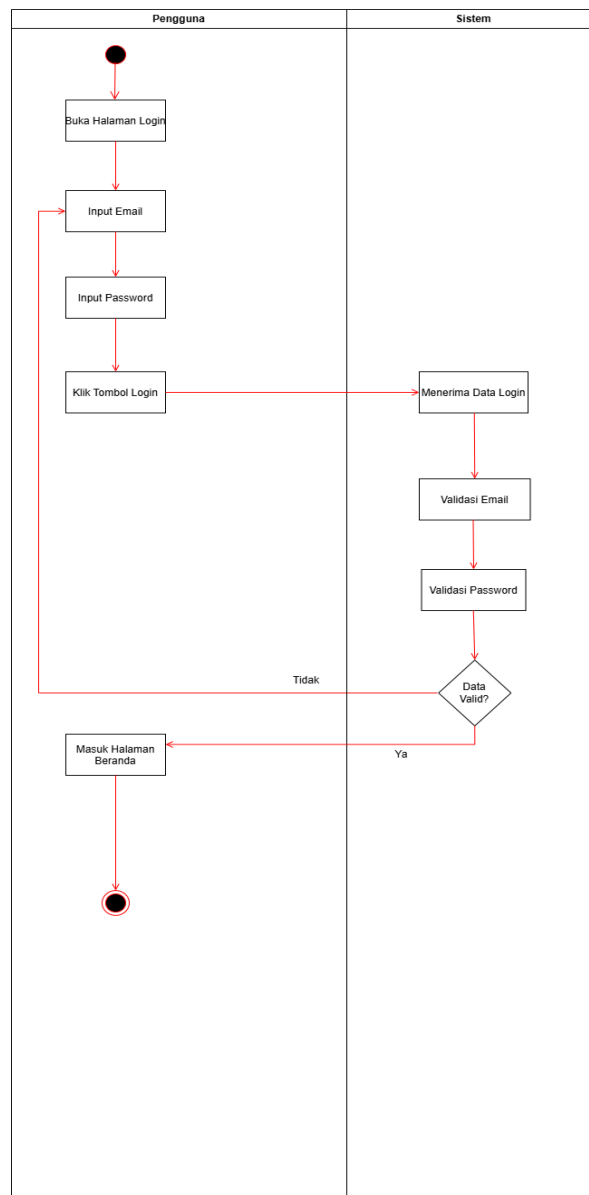 Pengguna
Sistem
Buka Halaman Login
Input Email
Input Password
Klik Tombol Login
Menerima Data Login
Validasi Email
Validasi Password
Data
Valid?
Tidak
Ya
Masuk Halaman
Beranda